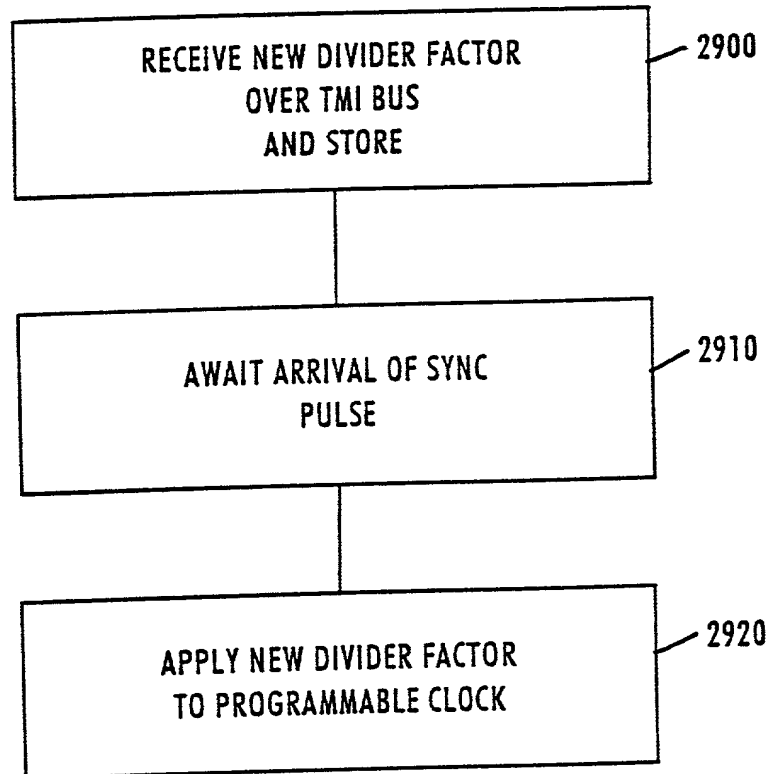 RECEIVE NEW DIVIDER FACTOR
OVER TMI BUS
AND STORE
2900
AWAIT ARRIVAL OF SYNC
PULSE
2910
APPLY NEW DIVIDER FACTOR
TO PROGRAMMABLE CLOCK
2920